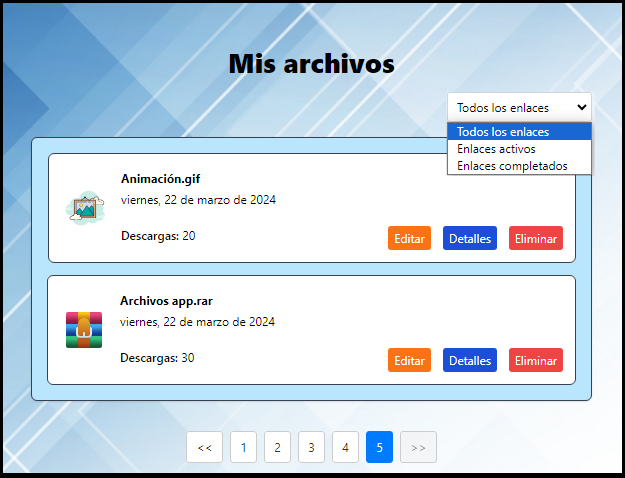 Mis archivos
Todos los enlaces
Todos los enlaces
Enlaces activos
Enlaces completados
Animación.gif
viernes, 22 de marzo de 2024
Descargas: 20
Editar Detalles Eliminar
Archivos app.rar
viernes, 22 de marzo de 2024
Descargas: 30
Editar Detalles Eliminar
<< 1 2 3 4 5 >>